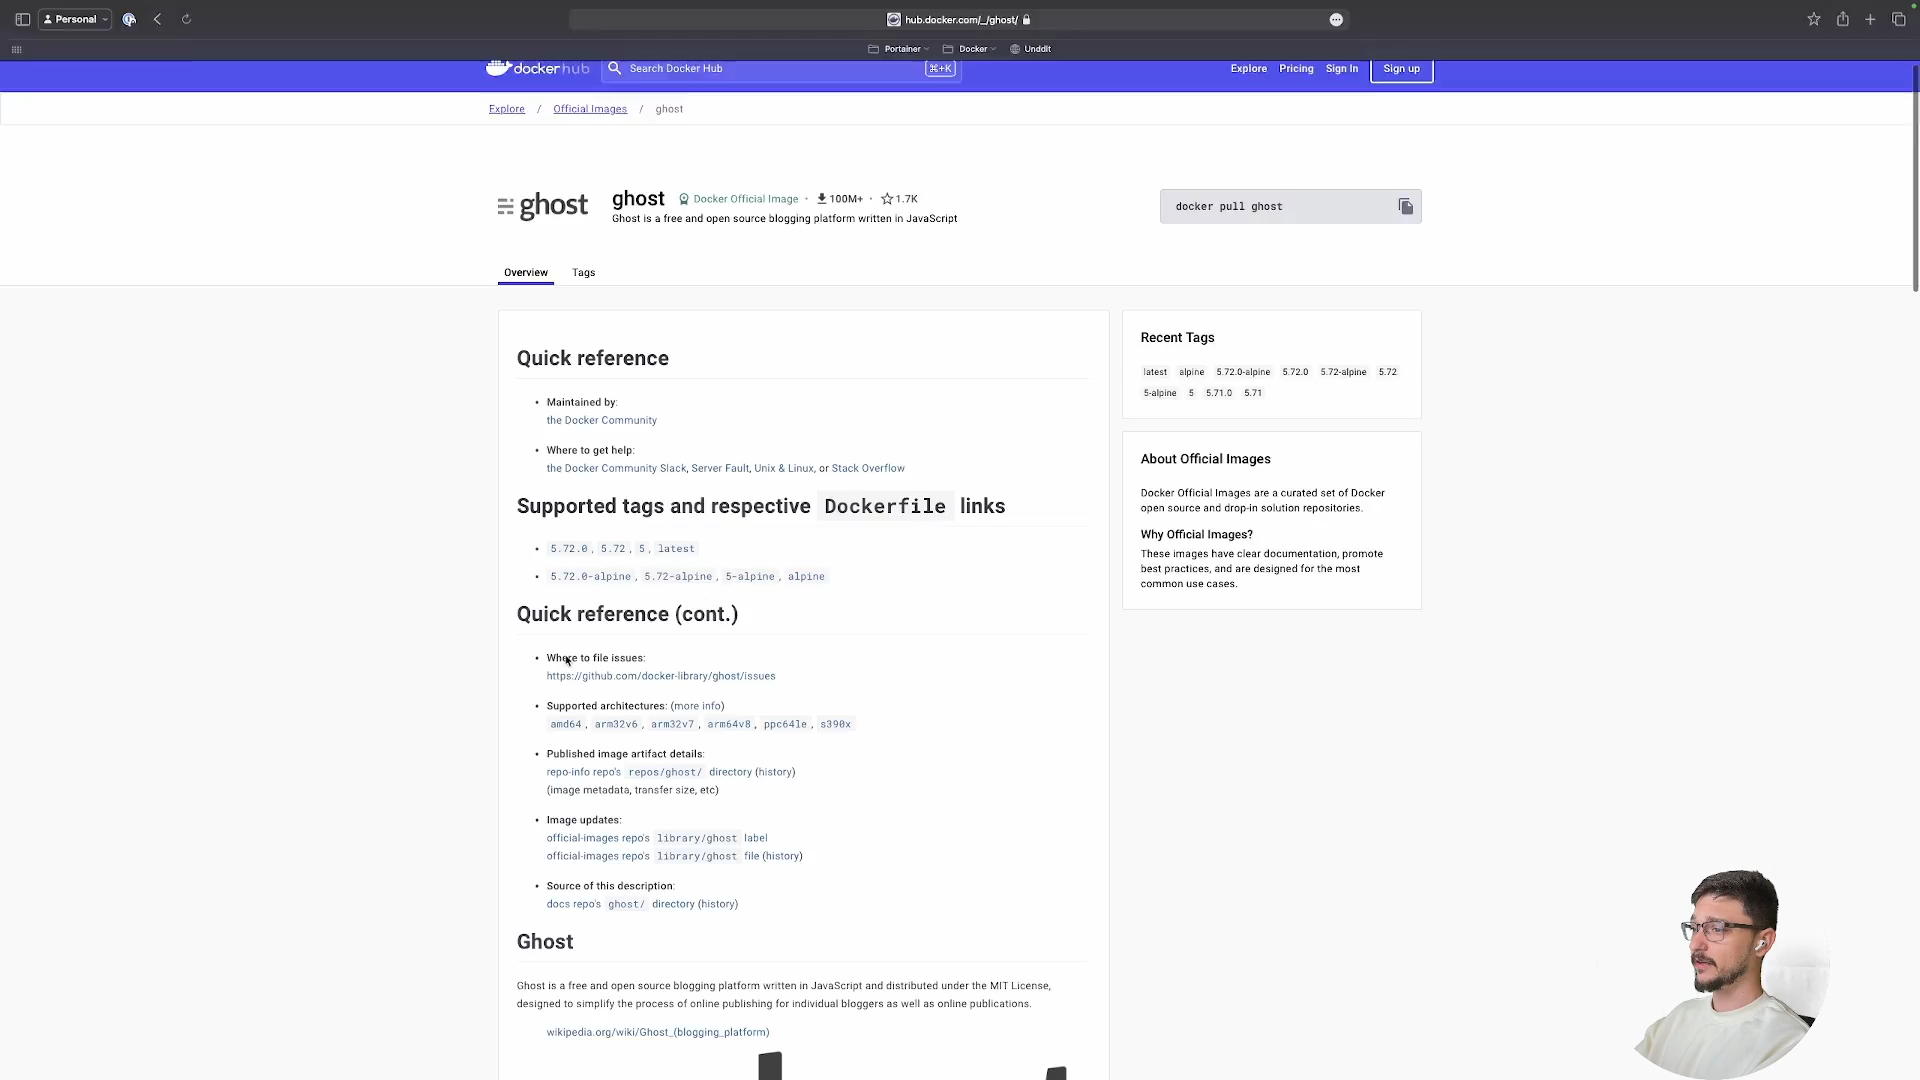 Personal
hub.docker.com/_/ghost/
Portainer
Docker
Unddit
dockerhub
Search Docker Hub
⌘+K
Explore
Pricing
Sign In
Sign up
Explore / Official Images / ghost
ghost
ghost
Docker Official Image · 100M+ · 1.7K
Ghost is a free and open source blogging platform written in JavaScript
docker pull ghost
Overview
Tags
Quick reference
• Maintained by:
the Docker Community
• Where to get help:
the Docker Community Slack, Server Fault, Unix & Linux, or Stack Overflow
Supported tags and respective Dockerfile links
• 5.72.0, 5.72, 5, latest
• 5.72.0-alpine, 5.72-alpine, 5-alpine, alpine
Quick reference (cont.)
• Where to file issues:
https://github.com/docker-library/ghost/issues
• Supported architectures: (more info)
amd64, arm32v6, arm32v7, arm64v8, ppc64le, s390x
• Published image artifact details:
repo-info repo's repos/ghost/ directory (history)
(image metadata, transfer size, etc)
• Image updates:
official-images repo's library/ghost label
official-images repo's library/ghost file (history)
• Source of this description:
docs repo's ghost/ directory (history)
Ghost
Ghost is a free and open source blogging platform written in JavaScript and distributed under the MIT License,
designed to simplify the process of online publishing for individual bloggers as well as online publications.
wikipedia.org/wiki/Ghost_(blogging_platform)
Recent Tags
latest alpine 5.72.0-alpine 5.72.0 5.72-alpine 5.72
5-alpine 5 5.71.0 5.71
About Official Images
Docker Official Images are a curated set of Docker
open source and drop-in solution repositories.
Why Official Images?
These images have clear documentation, promote
best practices, and are designed for the most
common use cases.